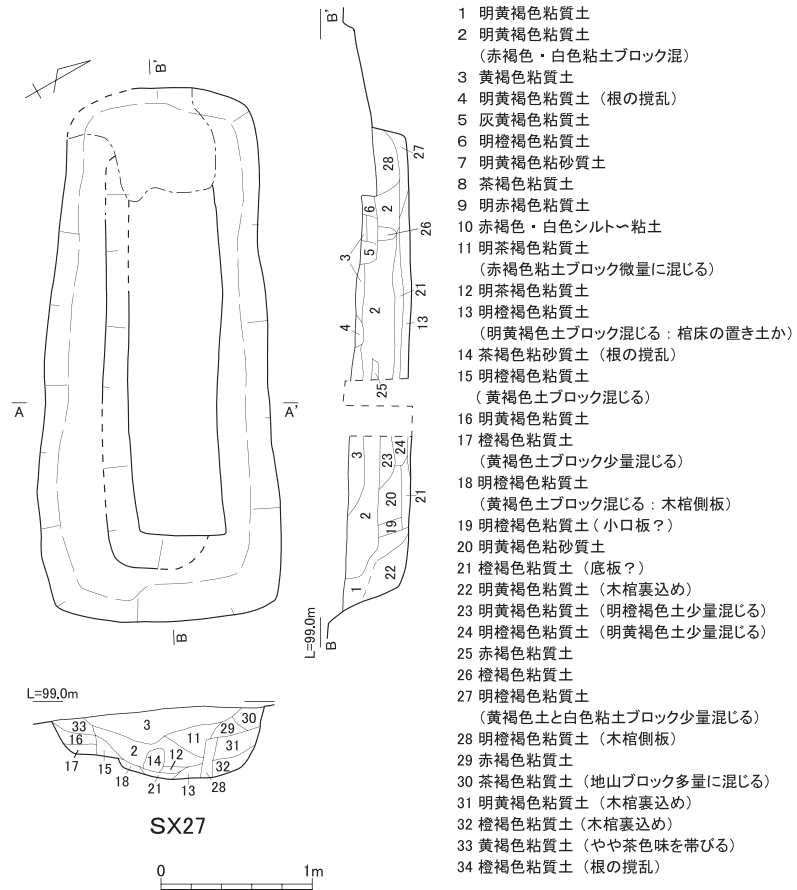 1 明黄褐色粘質土
2 明黄褐色粘質土
（赤褐色・白色粘土ブロック混）
3 黄褐色粘質土
4 明黄褐色粘質土（根の撹乱）
5 灰黄褐色粘質土
6 明橙褐色粘質土
7 明黄褐色粘砂質土
8 茶褐色粘質土
9 明赤褐色粘質土
10 赤褐色・白色シルト〜粘土
11 明茶褐色粘質土
（赤褐色粘土ブロック微量に混じる）
12 明茶褐色粘質土
13 明橙褐色粘質土
（明黄褐色土ブロック混じる：棺床の置き土か）
14 茶褐色粘砂質土（根の撹乱）
15 明橙褐色粘質土
（黄褐色土ブロック混じる）
16 明黄褐色粘質土
17 橙褐色粘質土
（黄褐色土ブロック少量混じる）
18 明橙褐色粘質土
（黄褐色土ブロック混じる：木棺側板）
19 明橙褐色粘質土（小口板？）
20 明黄褐色粘砂質土
21 橙褐色粘質土（底板？）
22 明黄褐色粘質土（木棺裏込め）
23 明黄褐色粘質土（明橙褐色土少量混じる）
24 明橙褐色粘質土（明黄褐色土少量混じる）
25 赤褐色粘質土
26 橙褐色粘質土
27 明橙褐色粘質土
（黄褐色土と白色粘土ブロック少量混じる）
28 明橙褐色粘質土（木棺側板）
29 赤褐色粘質土
30 茶褐色粘質土（地山ブロック多量に混じる）
31 明黄褐色粘質土（木棺裏込め）
32 橙褐色粘質土（木棺裏込め）
33 黄褐色粘質土（やや茶色味を帯びる）
34 橙褐色粘質土（根の撹乱）
B'
A
A'
B
B'
27
28
6
2
26
3
5
21
2
13
4
25
3
23
24
20
21
2
19
22
1
L=99.0m
B
L=99.0m
33
3
29
30
16
11
31
2
14
12
32
17
15
18
21
13
28
SX27
0
1m